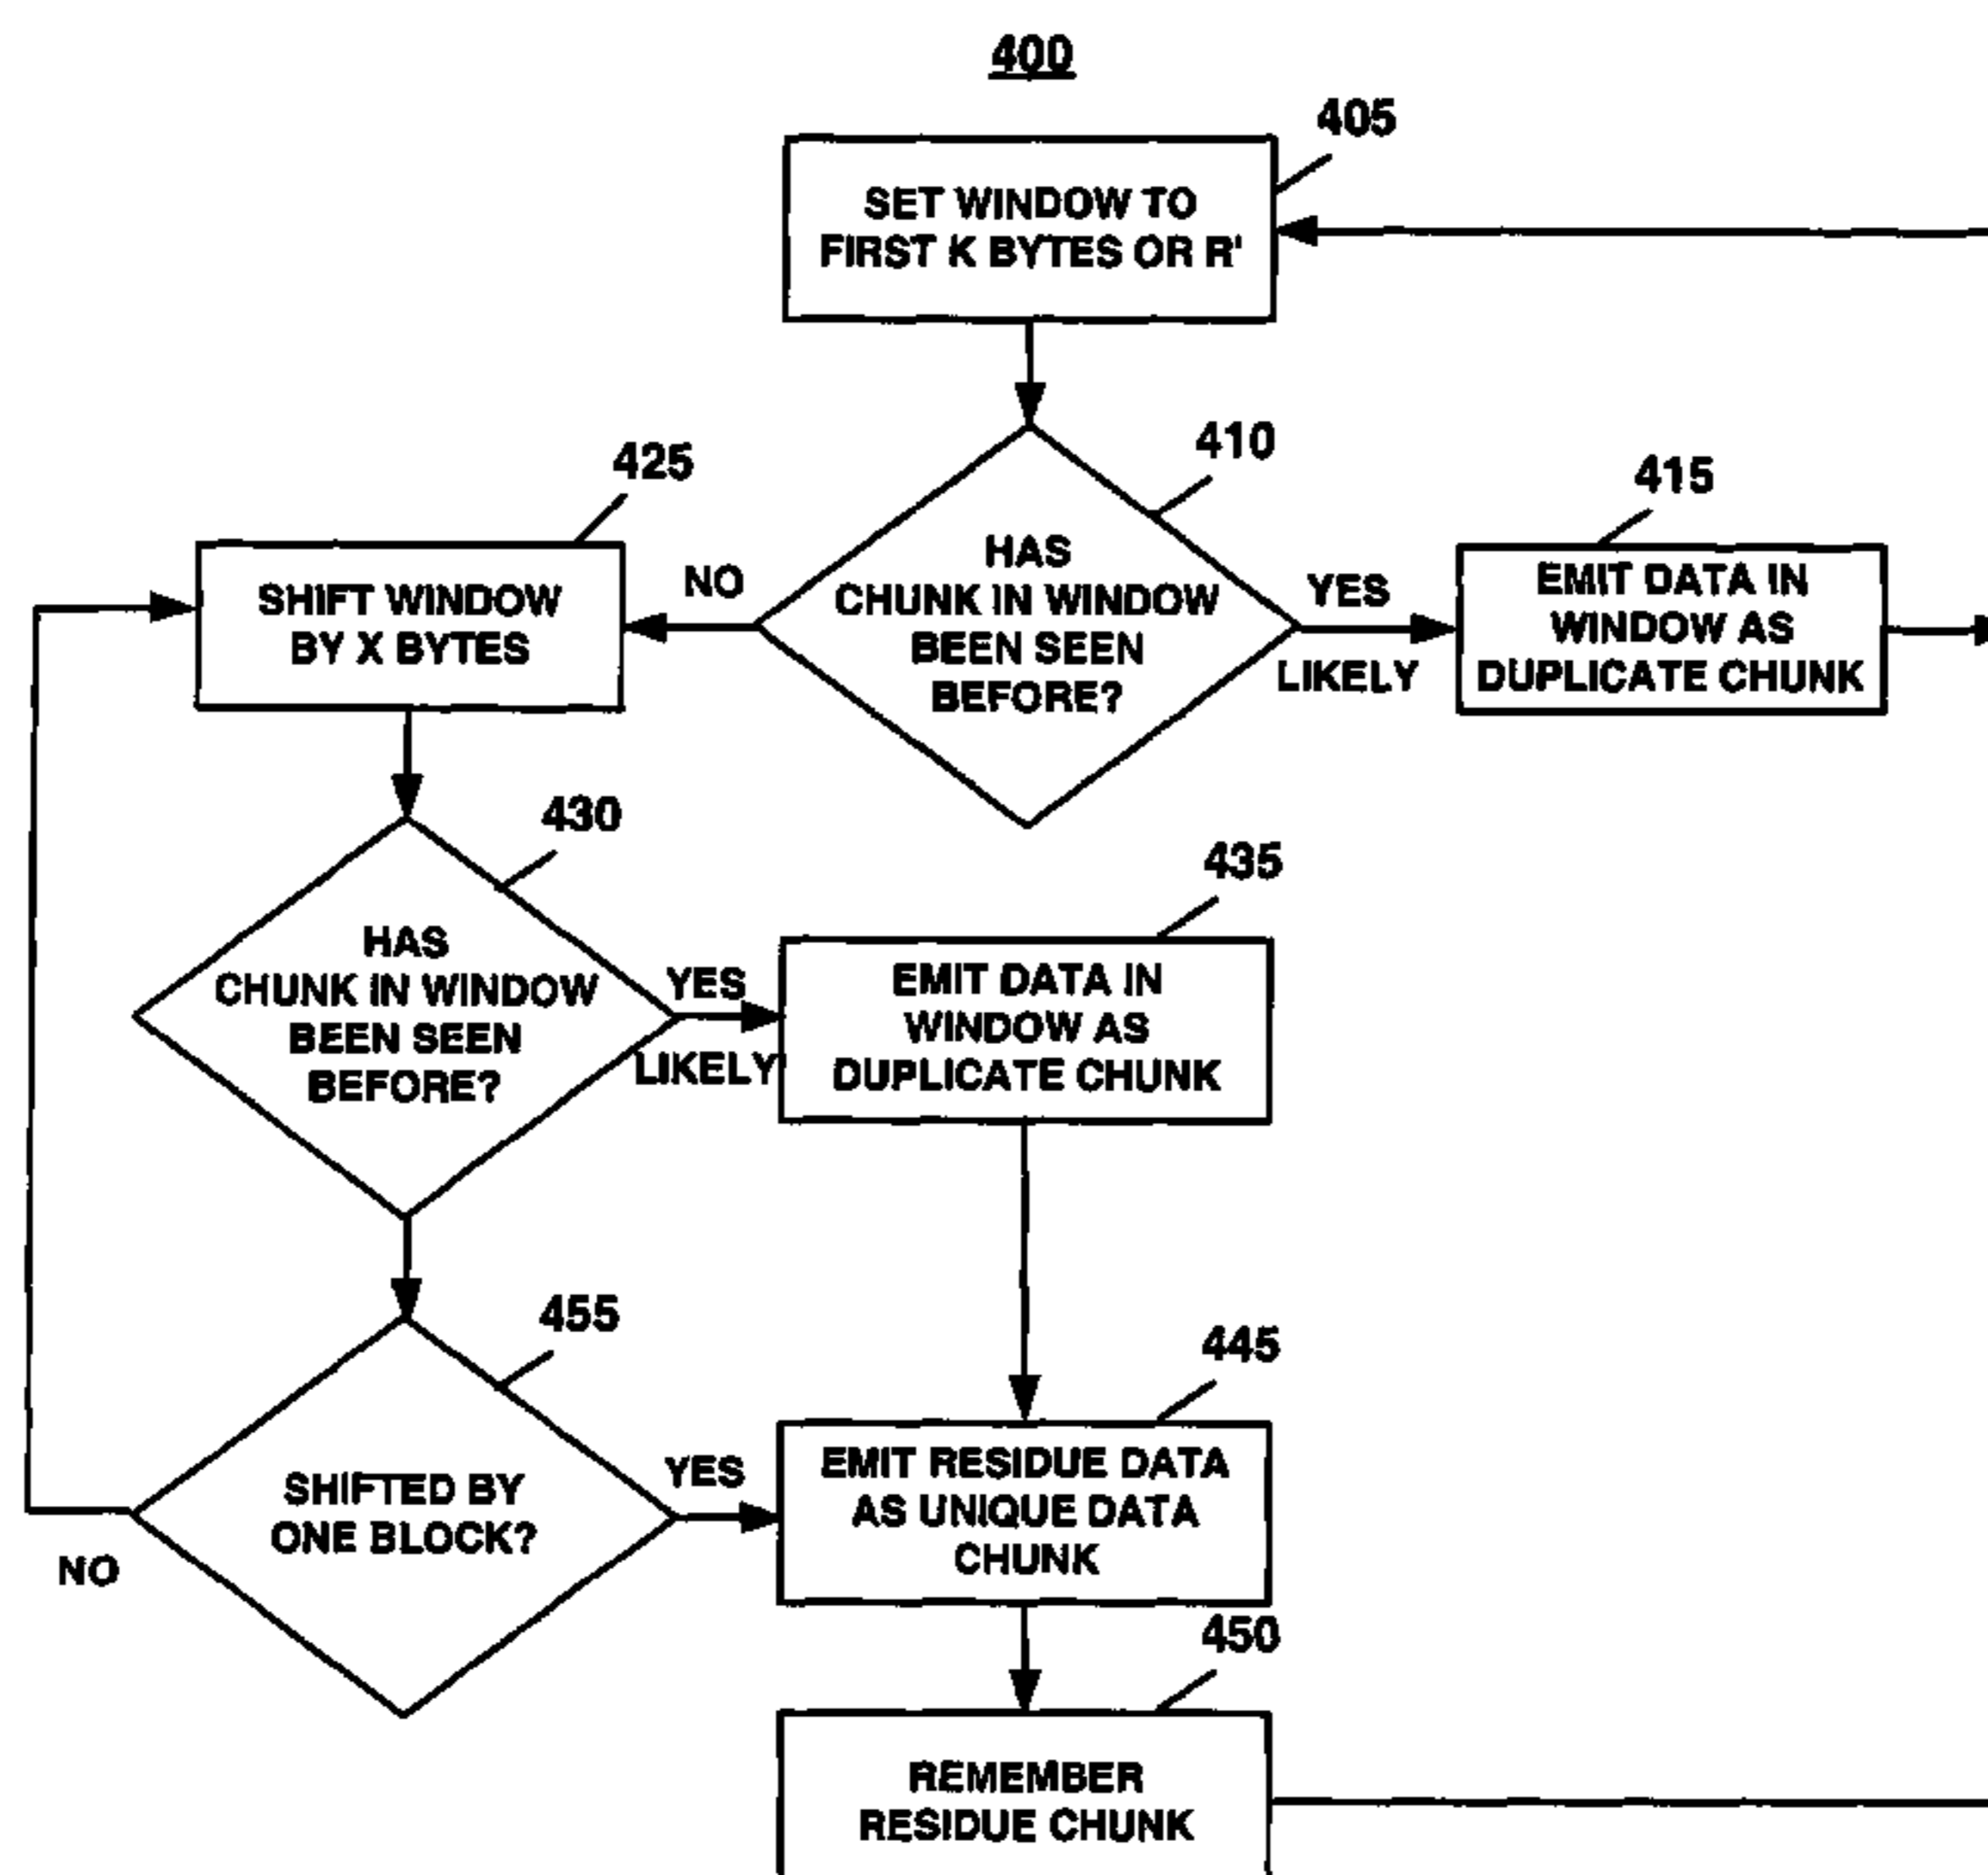 400
405
SET WINDOW TO
FIRST K BYTES OR R'
410
HAS
CHUNK IN WINDOW
BEEN SEEN
BEFORE?
NO
YES
LIKELY
415
EMIT DATA IN
WINDOW AS
DUPLICATE CHUNK
425
SHIFT WINDOW
BY X BYTES
430
HAS
CHUNK IN WINDOW
BEEN SEEN
BEFORE?
YES
LIKELY
435
EMIT DATA IN
WINDOW AS
DUPLICATE CHUNK
455
SHIFTED BY
ONE BLOCK?
NO
YES
445
EMIT RESIDUE DATA
AS UNIQUE DATA
CHUNK
450
REMEMBER
RESIDUE CHUNK